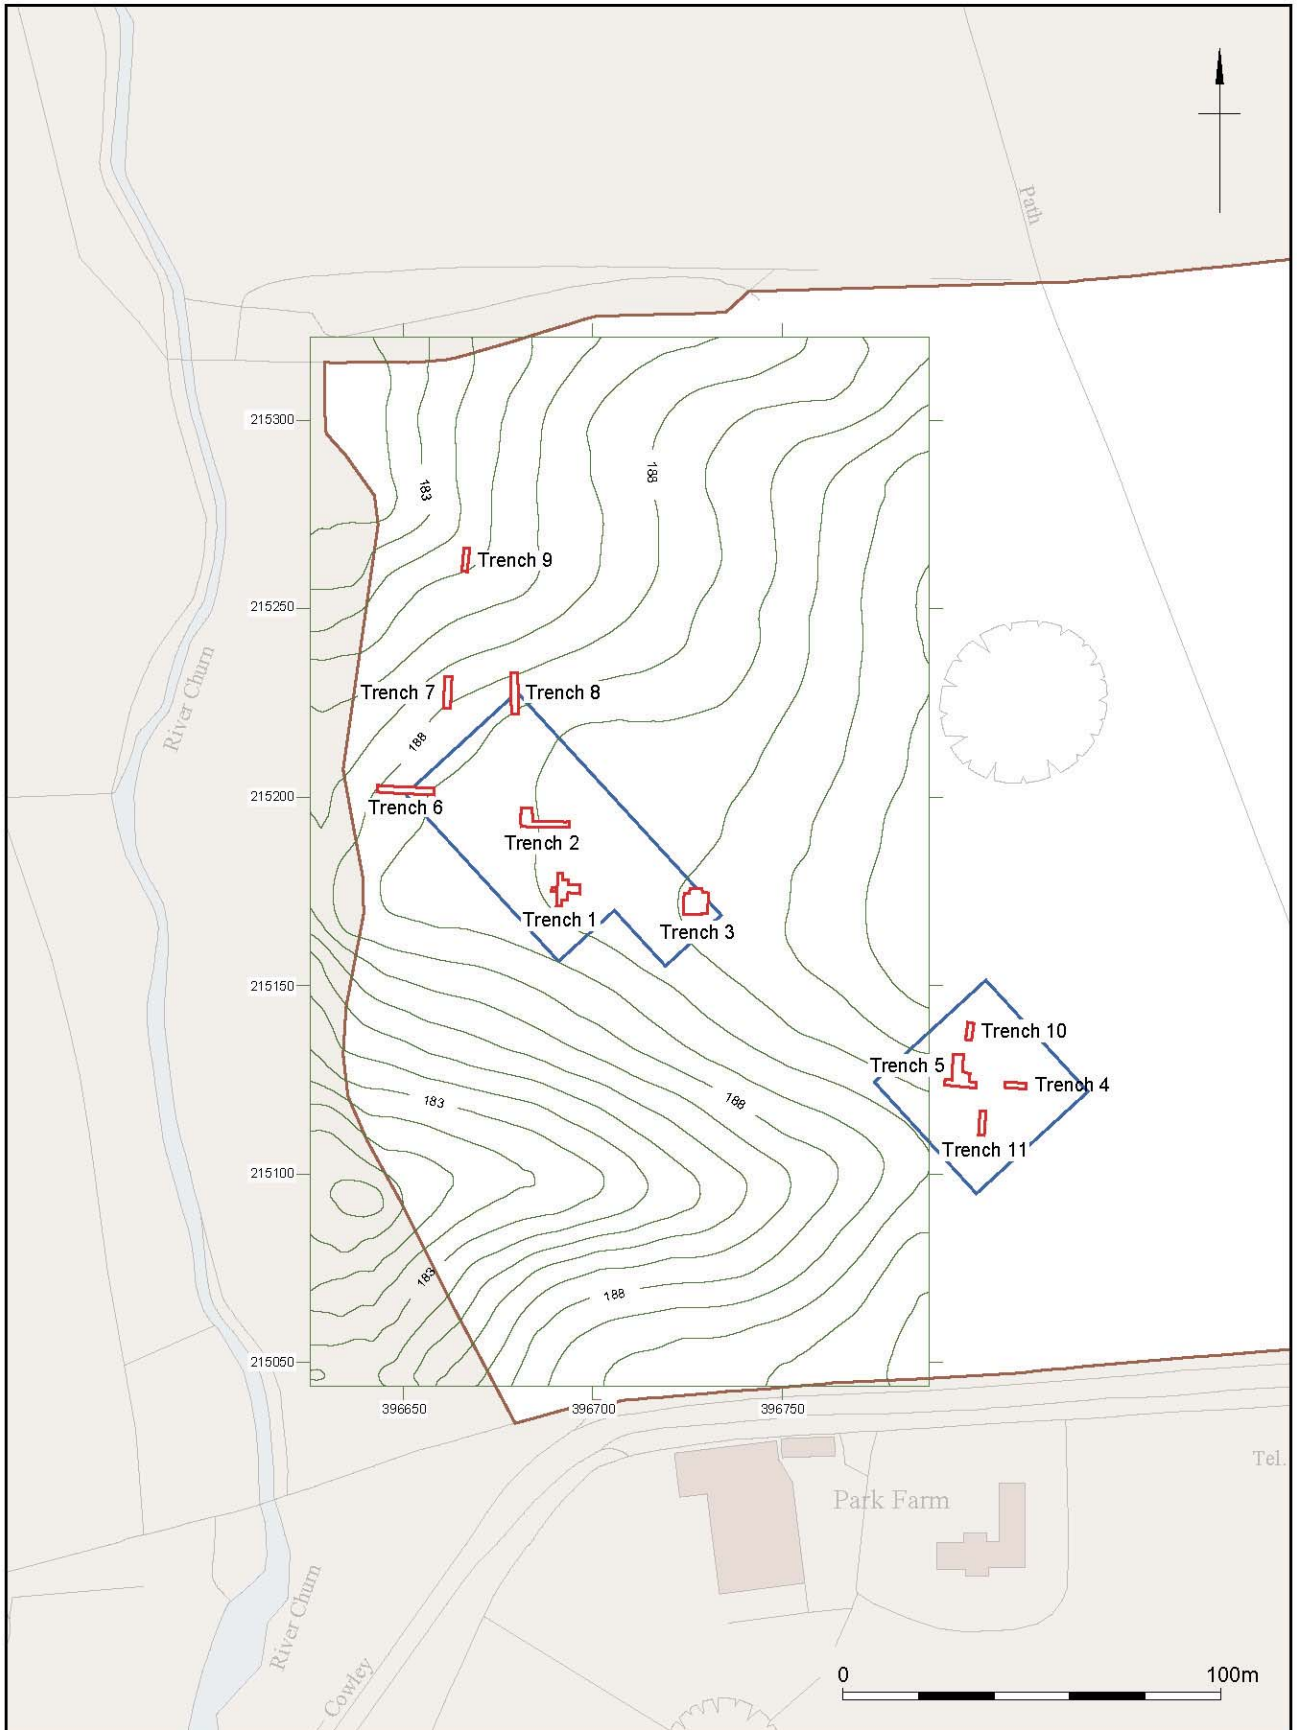 Path
215300
188
183
Trench 9
215250
River Churn
Trench 7
Trench 8
188
215200
Trench 6
Trench 2
Trench 1
Trench 3
215150
Trench 10
Trench 5
Trench 4
183
188
Trench 11
215100
183
188
215050
396650
396700
396750
Tel.
Park Farm
River Churn
Cowley
0
100m